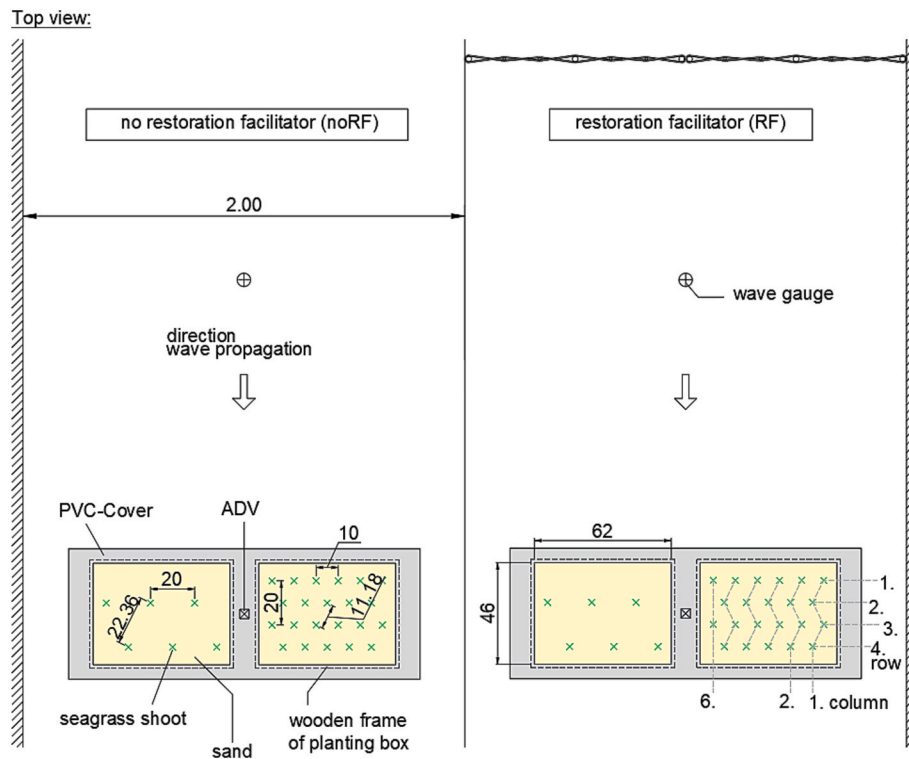 Top view:
no restoration facilitator (noRF)
restoration facilitator (RF)
2.00
wave gauge
direction
wave propagation
PVC-Cover
ADV
10
62
20
22.36
20
11.18
46
1.
2.
3.
4.
row
seagrass shoot
sand
wooden frame
of planting box
6.
2.
1. column